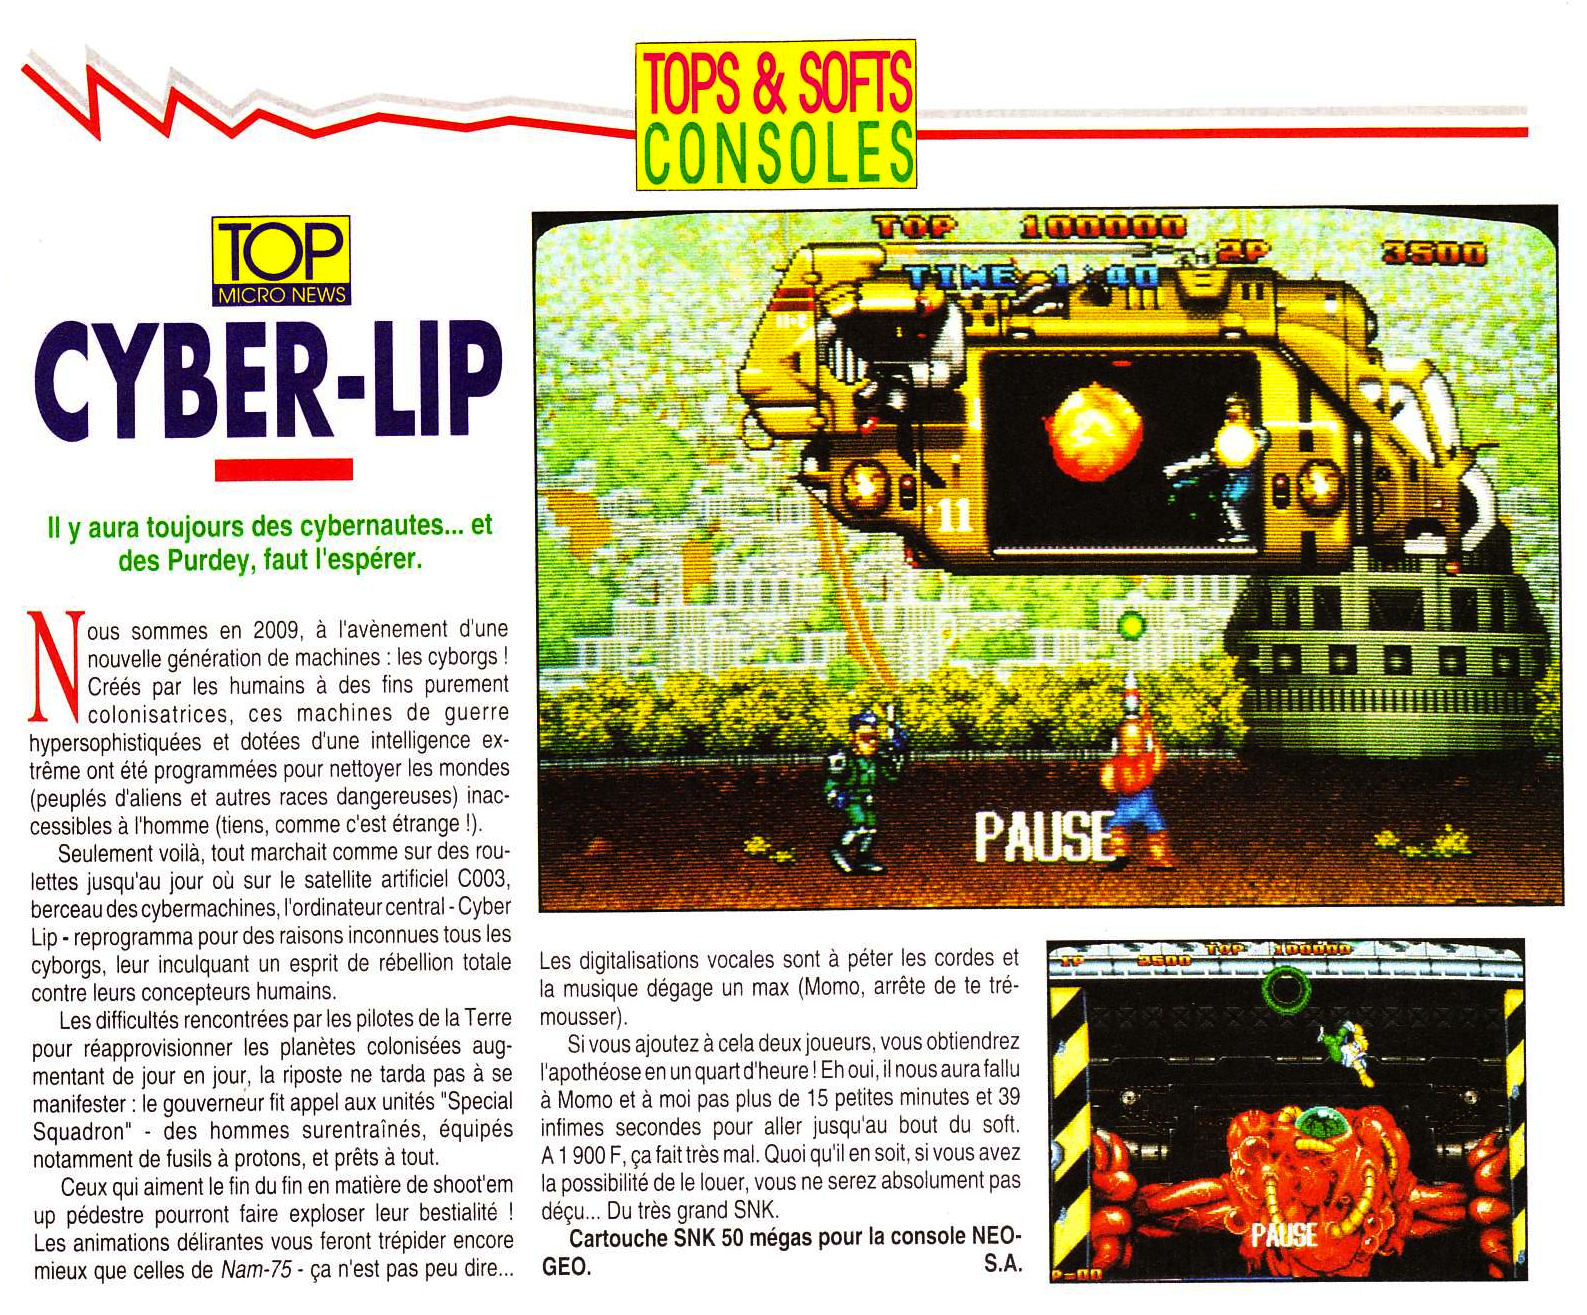 TOPS & SOFTS
CONSOLES
TOP
MICRO NEWS
CYBER-LIP
Il y aura toujours des cybernautes... et
des Purdey, faut l'espérer.
Nous sommes en 2009, à l'avènement d'une
nouvelle génération de machines : les cyborgs !
Créés par les humains à des fins purement
colonisatrices, ces machines de guerre
hypersophistiquées et dotées d'une intelligence ex-
trême ont été programmées pour nettoyer les mondes
(peuplés d'aliens et autres races dangereuses) inac-
cessibles à l'homme (tiens, comme c'est étrange !).
Seulement voilà, tout marchait comme sur des rou-
lettes jusqu'au jour où sur le satellite artificiel C003,
berceau des cybermachines, l'ordinateur central - Cyber
Lip - reprogramma pour des raisons inconnues tous les
cyborgs, leur inculquant un esprit de rébellion totale
contre leurs concepteurs humains.
Les difficultés rencontrées par les pilotes de la Terre
pour réapprovisionner les planètes colonisées aug-
mentant de jour en jour, la riposte ne tarda pas à se
manifester : le gouverneur fit appel aux unités "Special
Squadron" - des hommes surentraînés, équipés
notamment de fusils à protons, et prêts à tout.
Ceux qui aiment le fin du fin en matière de shoot'em
up pédestre pourront faire exploser leur bestialité !
Les animations délirantes vous feront trépider encore
mieux que celles de Nam-75 - ça n'est pas peu dire...
TOP 100000
2P 3500
TIME 1'40
11
PAUSE
Les digitalisations vocales sont à péter les cordes et
la musique dégage un max (Momo, arrête de te tré-
mousser).
Si vous ajoutez à cela deux joueurs, vous obtiendrez
l'apothéose en un quart d'heure ! Eh oui, il nous aura fallu
à Momo et à moi pas plus de 15 petites minutes et 39
infimes secondes pour aller jusqu'au bout du soft.
A 1 900 F, ça fait très mal. Quoi qu'il en soit, si vous avez
la possibilité de le louer, vous ne serez absolument pas
déçu... Du très grand SNK.
Cartouche SNK 50 mégas pour la console NEO-
GEO. S.A.
1P 2500 TOP 100000
PAUSE
P=00